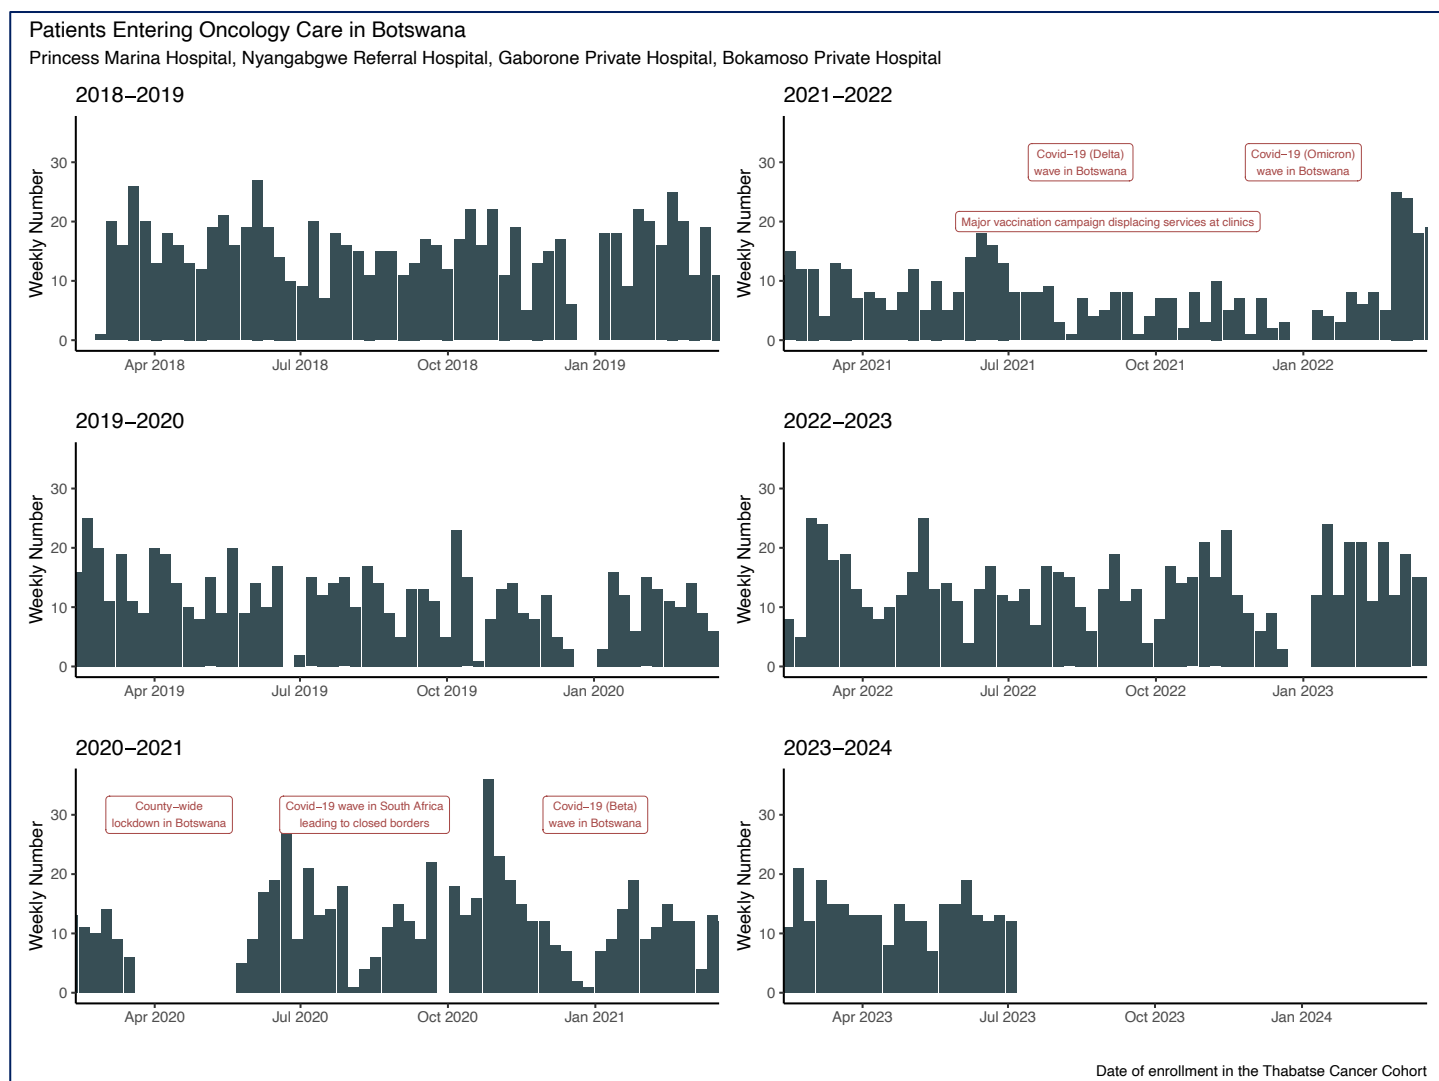 Patients Entering Oncology Care in Botswana
Princess Marina Hospital, Nyangabgwe Referral Hospital, Gaborone Private Hospital, Bokamoso Private Hospital
2018–2019
Weekly Number
30
20
10
0
Apr 2018
Jul 2018
Oct 2018
Jan 2019
2021–2022
Weekly Number
30
20
10
0
Covid–19 (Delta)
wave in Botswana
Covid–19 (Omicron)
wave in Botswana
Major vaccination campaign displacing services at clinics
Apr 2021
Jul 2021
Oct 2021
Jan 2022
2019–2020
Weekly Number
30
20
10
0
Apr 2019
Jul 2019
Oct 2019
Jan 2020
2022–2023
Weekly Number
30
20
10
0
Apr 2022
Jul 2022
Oct 2022
Jan 2023
2020–2021
Weekly Number
30
20
10
0
County–wide
lockdown in Botswana
Covid–19 wave in South Africa
leading to closed borders
Covid–19 (Beta)
wave in Botswana
Apr 2020
Jul 2020
Oct 2020
Jan 2021
2023–2024
Weekly Number
30
20
10
0
Apr 2023
Jul 2023
Oct 2023
Jan 2024
Date of enrollment in the Thabatse Cancer Cohort